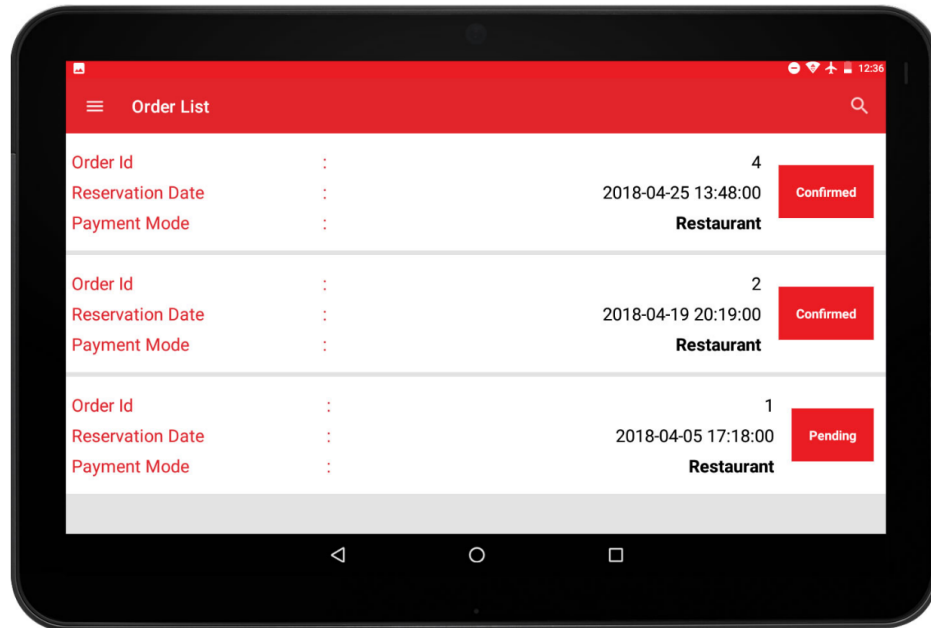 12:36
Order List
Order Id : 4
Reservation Date : 2018-04-25 13:48:00
Payment Mode : Restaurant
Confirmed
Order Id : 2
Reservation Date : 2018-04-19 20:19:00
Payment Mode : Restaurant
Confirmed
Order Id : 1
Reservation Date : 2018-04-05 17:18:00
Payment Mode : Restaurant
Pending